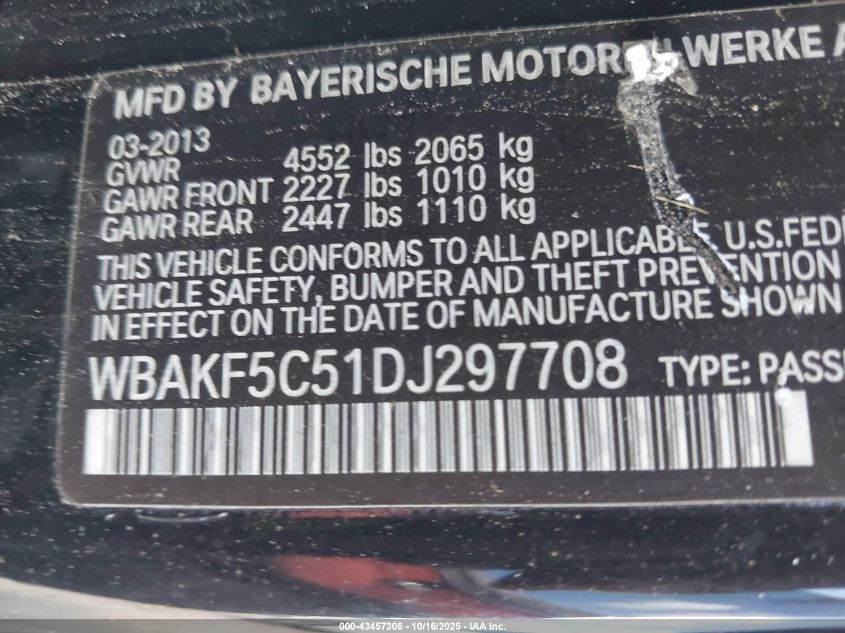 MFD BY BAYERISCHE MOTOREN WERKE A
03-2013
GVWR 4552 lbs 2065 kg
GAWR FRONT 2227 lbs 1010 kg
GAWR REAR 2447 lbs 1110 kg
THIS VEHICLE CONFORMS TO ALL APPLICABLE U.S.FEDE
VEHICLE SAFETY, BUMPER AND THEFT PREVENTION
IN EFFECT ON THE DATE OF MANUFACTURE SHOWN
WBAKF5C51DJ297708 TYPE: PASSE
000-43457306 | 10/16/2025 | IAA Inc.